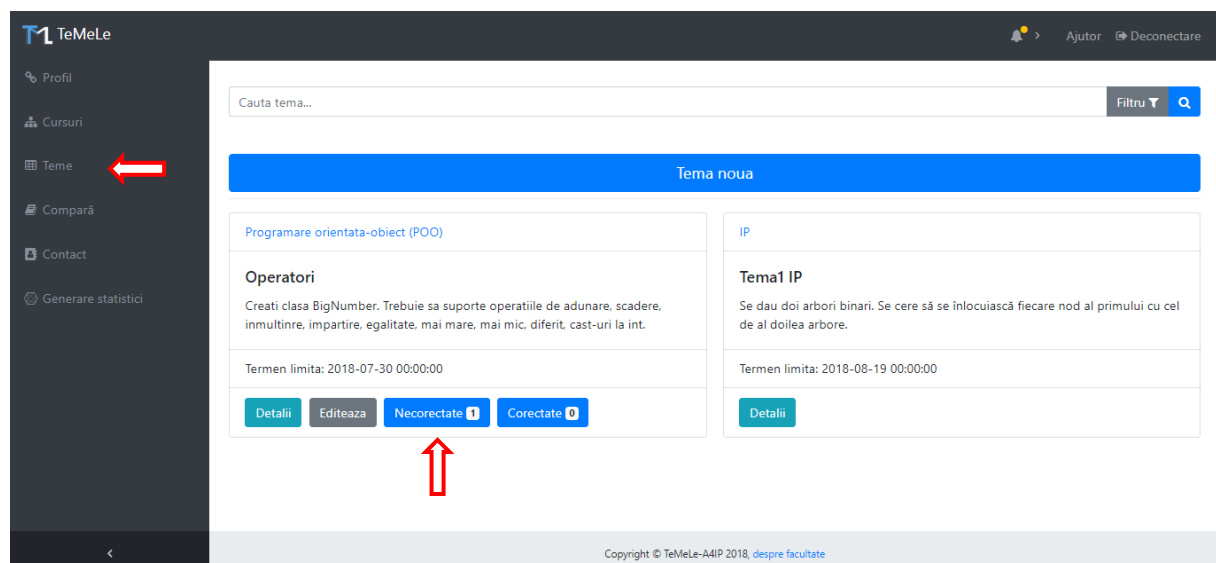 TeMeLe
Ajutor
Deconectare
Profil
Cursuri
Teme
Compară
Contact
Generare statistici
Cauta tema...
Filtru
Tema noua
Programare orientata-obiect (POO)
Operatori
Creati clasa BigNumber. Trebuie sa suporte operatiile de adunare, scadere,
inmultinre, impartire, egalitate, mai mare, mai mic, diferit, cast-uri la int.
Termen limita: 2018-07-30 00:00:00
Detalii
Editeaza
Necorectate 1
Corectate 0
IP
Tema1 IP
Se dau doi arbori binari. Se cere să se înlocuiască fiecare nod al primului cu cel
de al doilea arbore.
Termen limita: 2018-08-19 00:00:00
Detalii
Copyright © TeMeLe-A4IP 2018, despre facultate